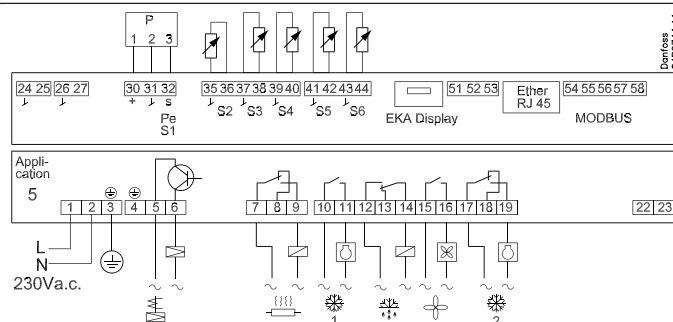 P
1 2 3
Danfoss
24 25 26 27 30 31 32 35 36 37 38 39 40 41 42 43 44 51 52 53 Ether RJ 45 54 55 56 57 58
+ s S2 S3 S4 S5 S6
Pe
S1
EKA Display MODBUS
Appli-
cation
5
1 2 3 4 5 6 7 8 9 10 11 12 13 14 15 16 17 18 19 22 23
L
N
230Va.c.
1 2